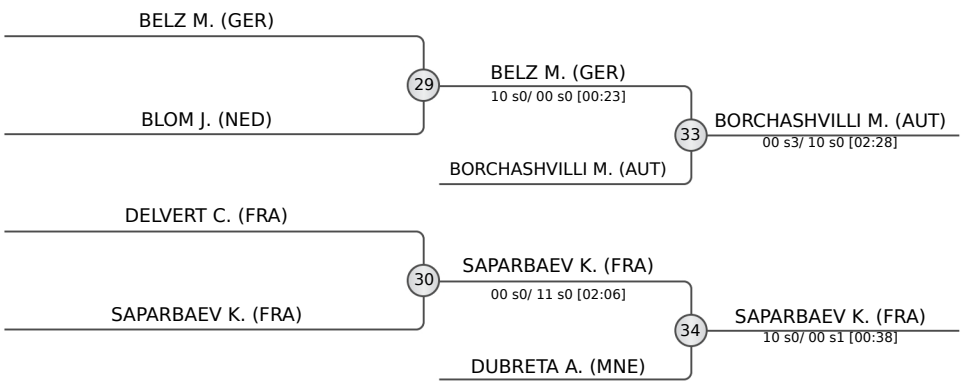 BELZ M. (GER)
BLOM J. (NED)
29
BELZ M. (GER)
10 s0/ 00 s0 [00:23]
BORCHASHVILLI M. (AUT)
33
BORCHASHVILLI M. (AUT)
00 s3/ 10 s0 [02:28]
DELVERT C. (FRA)
SAPARBAEV K. (FRA)
30
SAPARBAEV K. (FRA)
00 s0/ 11 s0 [02:06]
DUBRETA A. (MNE)
34
SAPARBAEV K. (FRA)
10 s0/ 00 s1 [00:38]